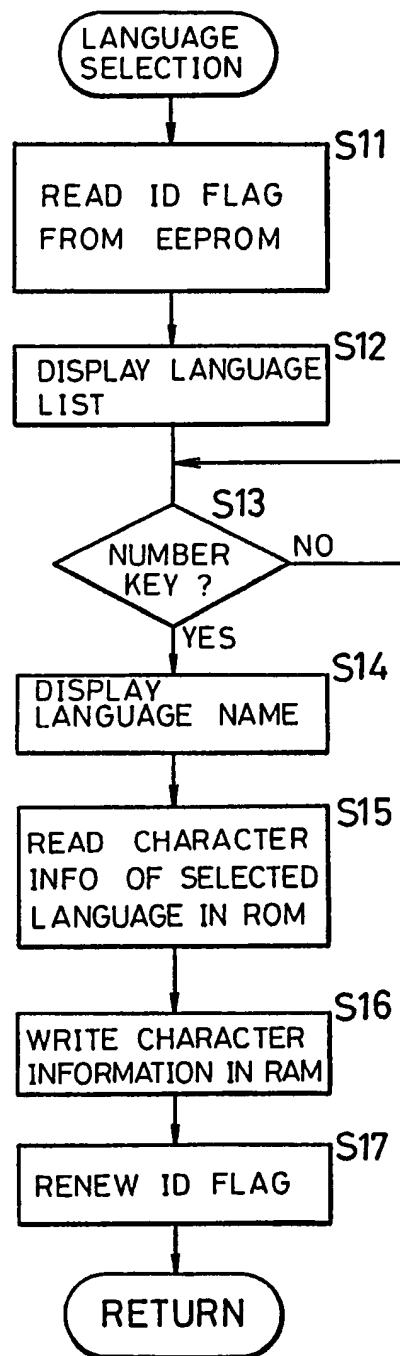 LANGUAGE
SELECTION
S11
READ ID FLAG
FROM EEPROM
S12
DISPLAY LANGUAGE
LIST
S13
NUMBER
KEY ?
NO
YES
S14
DISPLAY
LANGUAGE NAME
S15
READ CHARACTER
INFO OF SELECTED
LANGUAGE IN ROM
S16
WRITE CHARACTER
INFORMATION IN RAM
S17
RENEW ID FLAG
RETURN